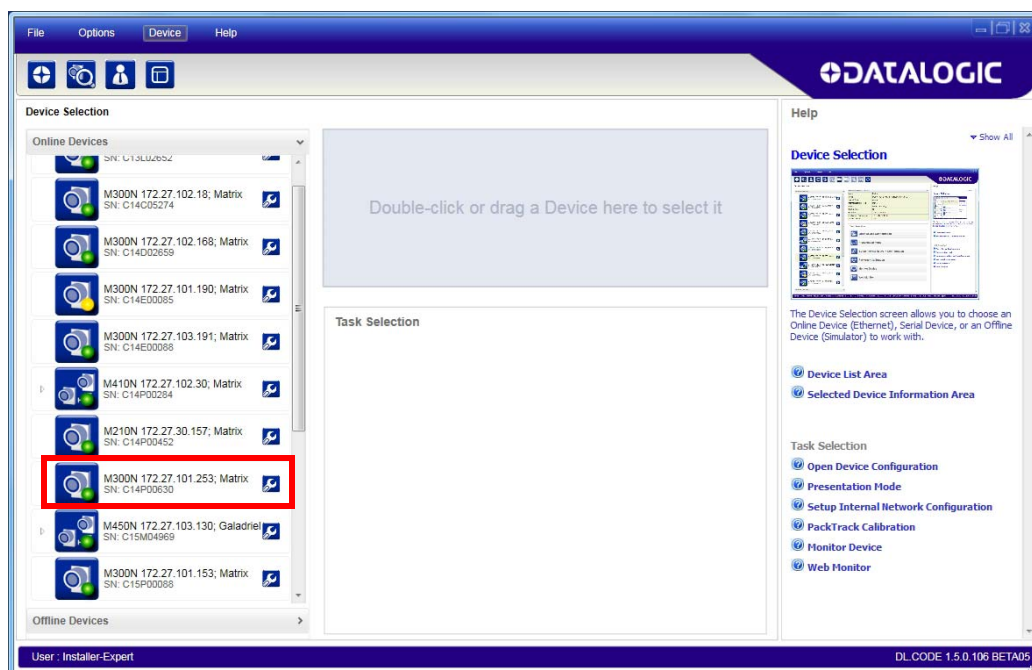 File Options Device Help
DATALOGIC
Device Selection
Online Devices
SN: C13L02652
M300N 172.27.102.18; Matrix
SN: C14C05274
M300N 172.27.102.168; Matrix
SN: C14D02659
M300N 172.27.101.190; Matrix
SN: C14E00085
M300N 172.27.103.191; Matrix
SN: C14E00088
M410N 172.27.102.30; Matrix
SN: C14P00284
M210N 172.27.30.157; Matrix
SN: C14P00452
M300N 172.27.101.253; Matrix
SN: C14P00630
M450N 172.27.103.130; Galadriel
SN: C15M04969
M300N 172.27.101.153; Matrix
SN: C15P00088
Offline Devices
Double-click or drag a Device here to select it
Task Selection
Help
Show All
Device Selection
The Device Selection screen allows you to choose an
Online Device (Ethernet), Serial Device, or an Offline
Device (Simulator) to work with.
Device List Area
Selected Device Information Area
Task Selection
Open Device Configuration
Presentation Mode
Setup Internal Network Configuration
PackTrack Calibration
Monitor Device
Web Monitor
User : Installer-Expert
DL.CODE 1.5.0.106 BETA05